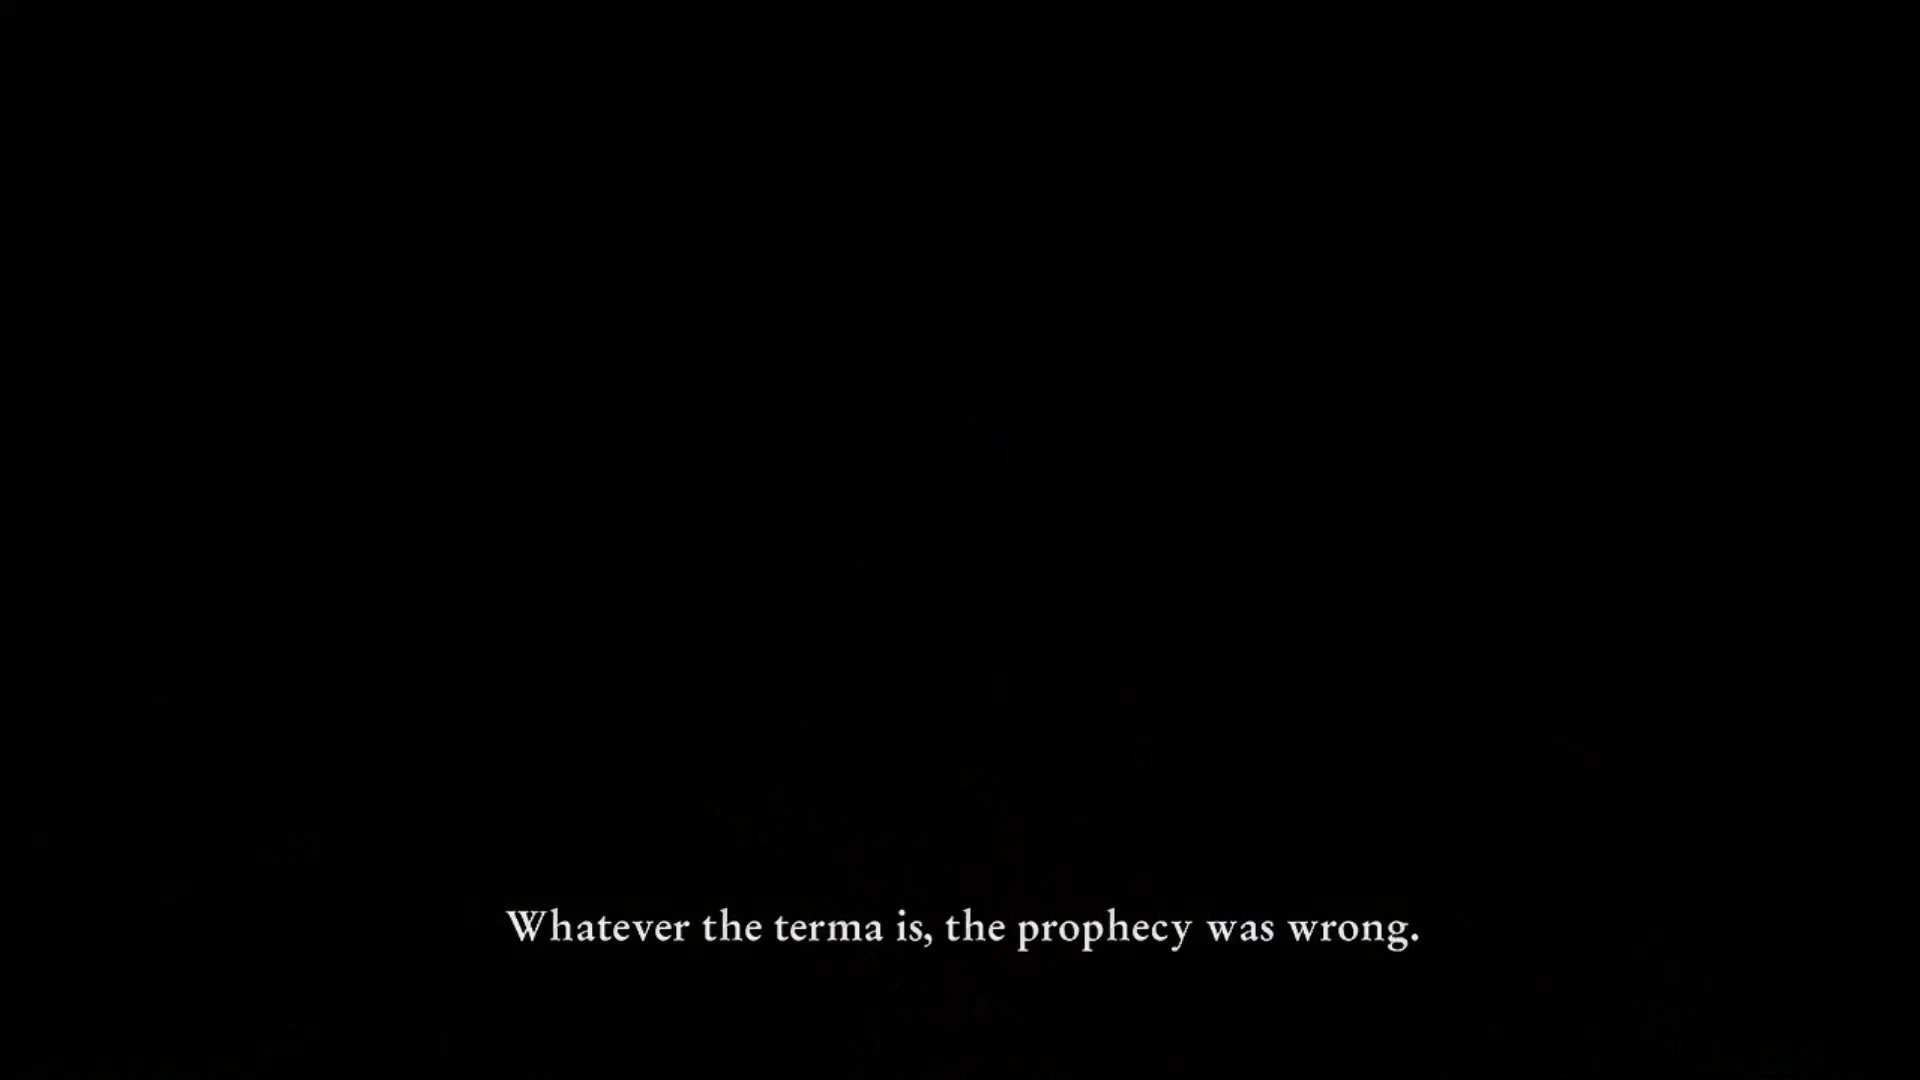 Whatever the terma is, the prophecy was wrong.